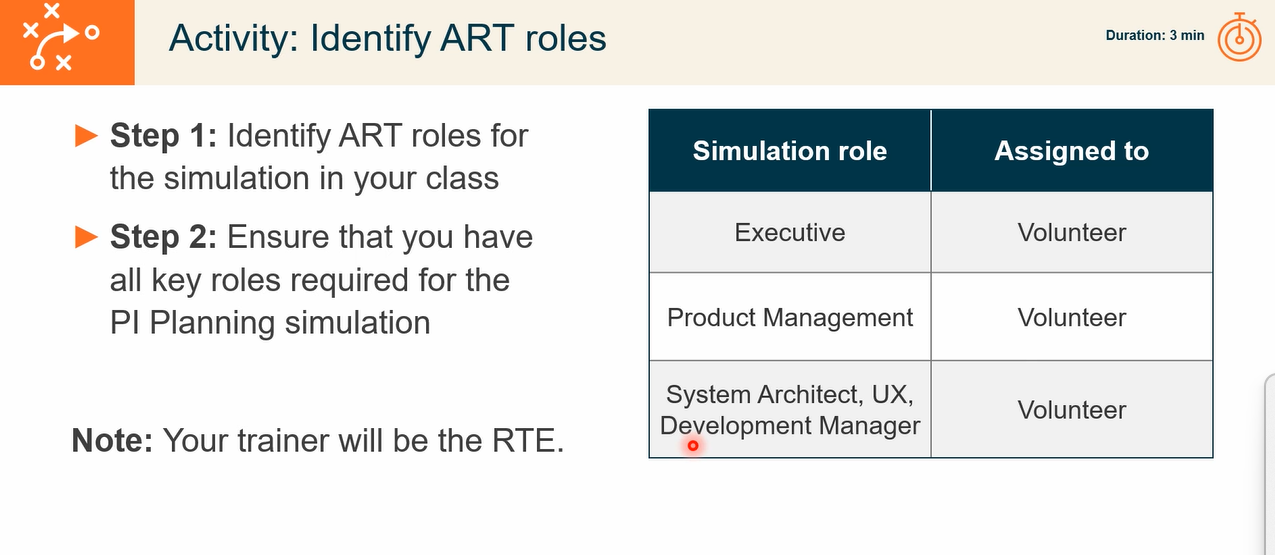 Activity: Identify ART roles
Duration: 3 min
Step 1: Identify ART roles for
the simulation in your class
Step 2: Ensure that you have
all key roles required for the
PI Planning simulation
Note: Your trainer will be the RTE.
Simulation role
Assigned to
Executive
Volunteer
Product Management
Volunteer
System Architect, UX,
Development Manager
Volunteer